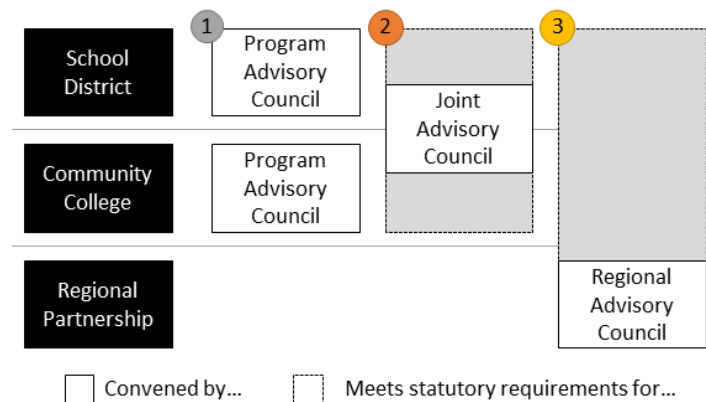 1
2
3
School
District
Program
Advisory
Council
Joint
Advisory
Council
Community
College
Program
Advisory
Council
Regional
Partnership
Regional
Advisory
Council
Convened by...
Meets statutory requirements for...